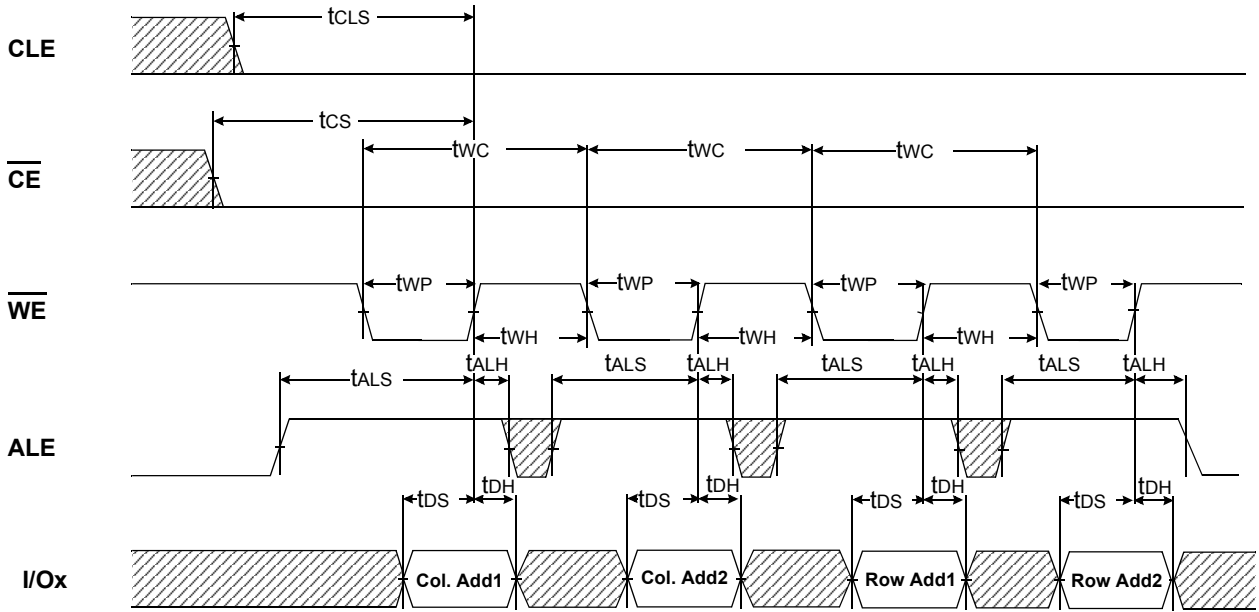 tCLS
CLE
tCS
tWC tWC tWC
CE
tWP tWP tWP tWP
WE
tWH tWH tWH
tALS tALH tALS tALH tALS tALH tALS tALH
ALE
tDS tDH tDS tDH tDS tDH tDS tDH
I/Ox Col. Add1 Col. Add2 Row Add1 Row Add2